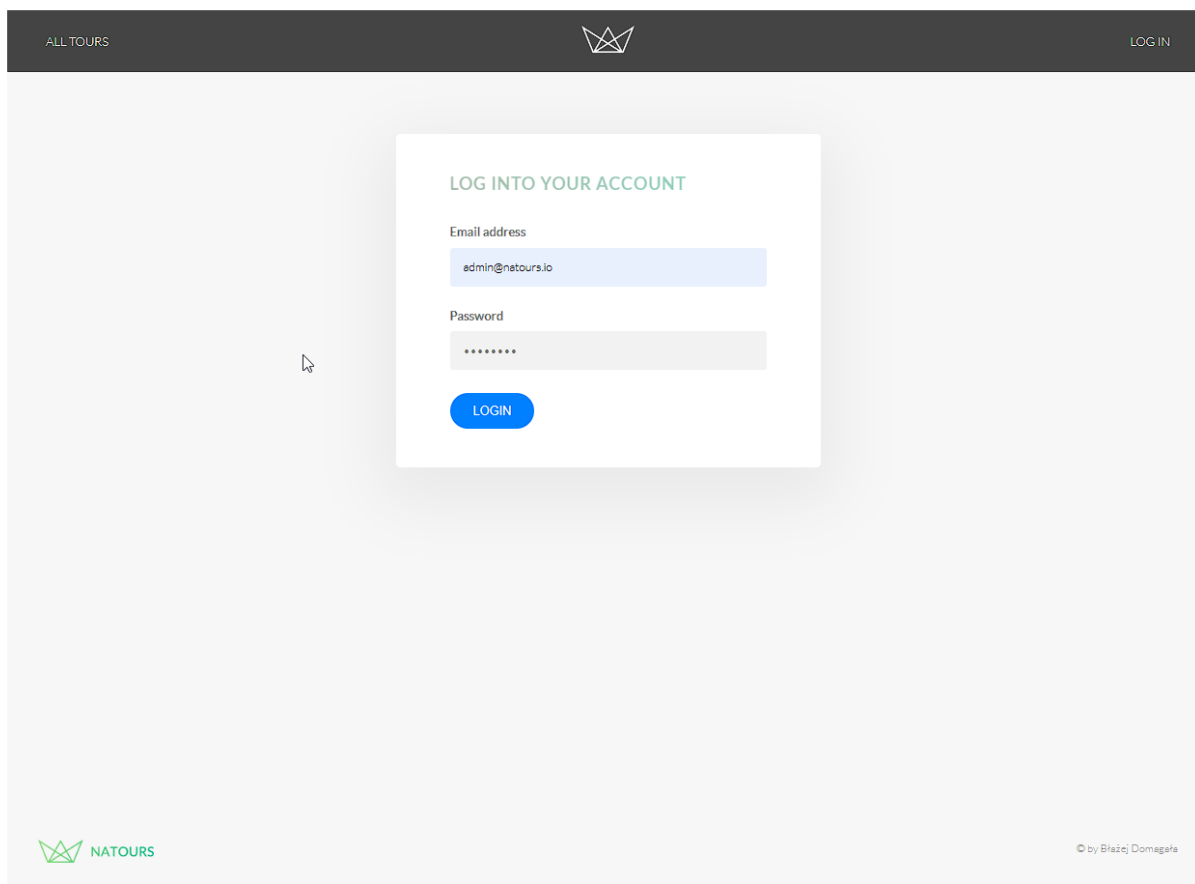 ALL TOURS
LOG IN
LOG INTO YOUR ACCOUNT
Email address
admin@natours.io
Password
••••••••
LOGIN
NATOURS
© by Błażej Domagała